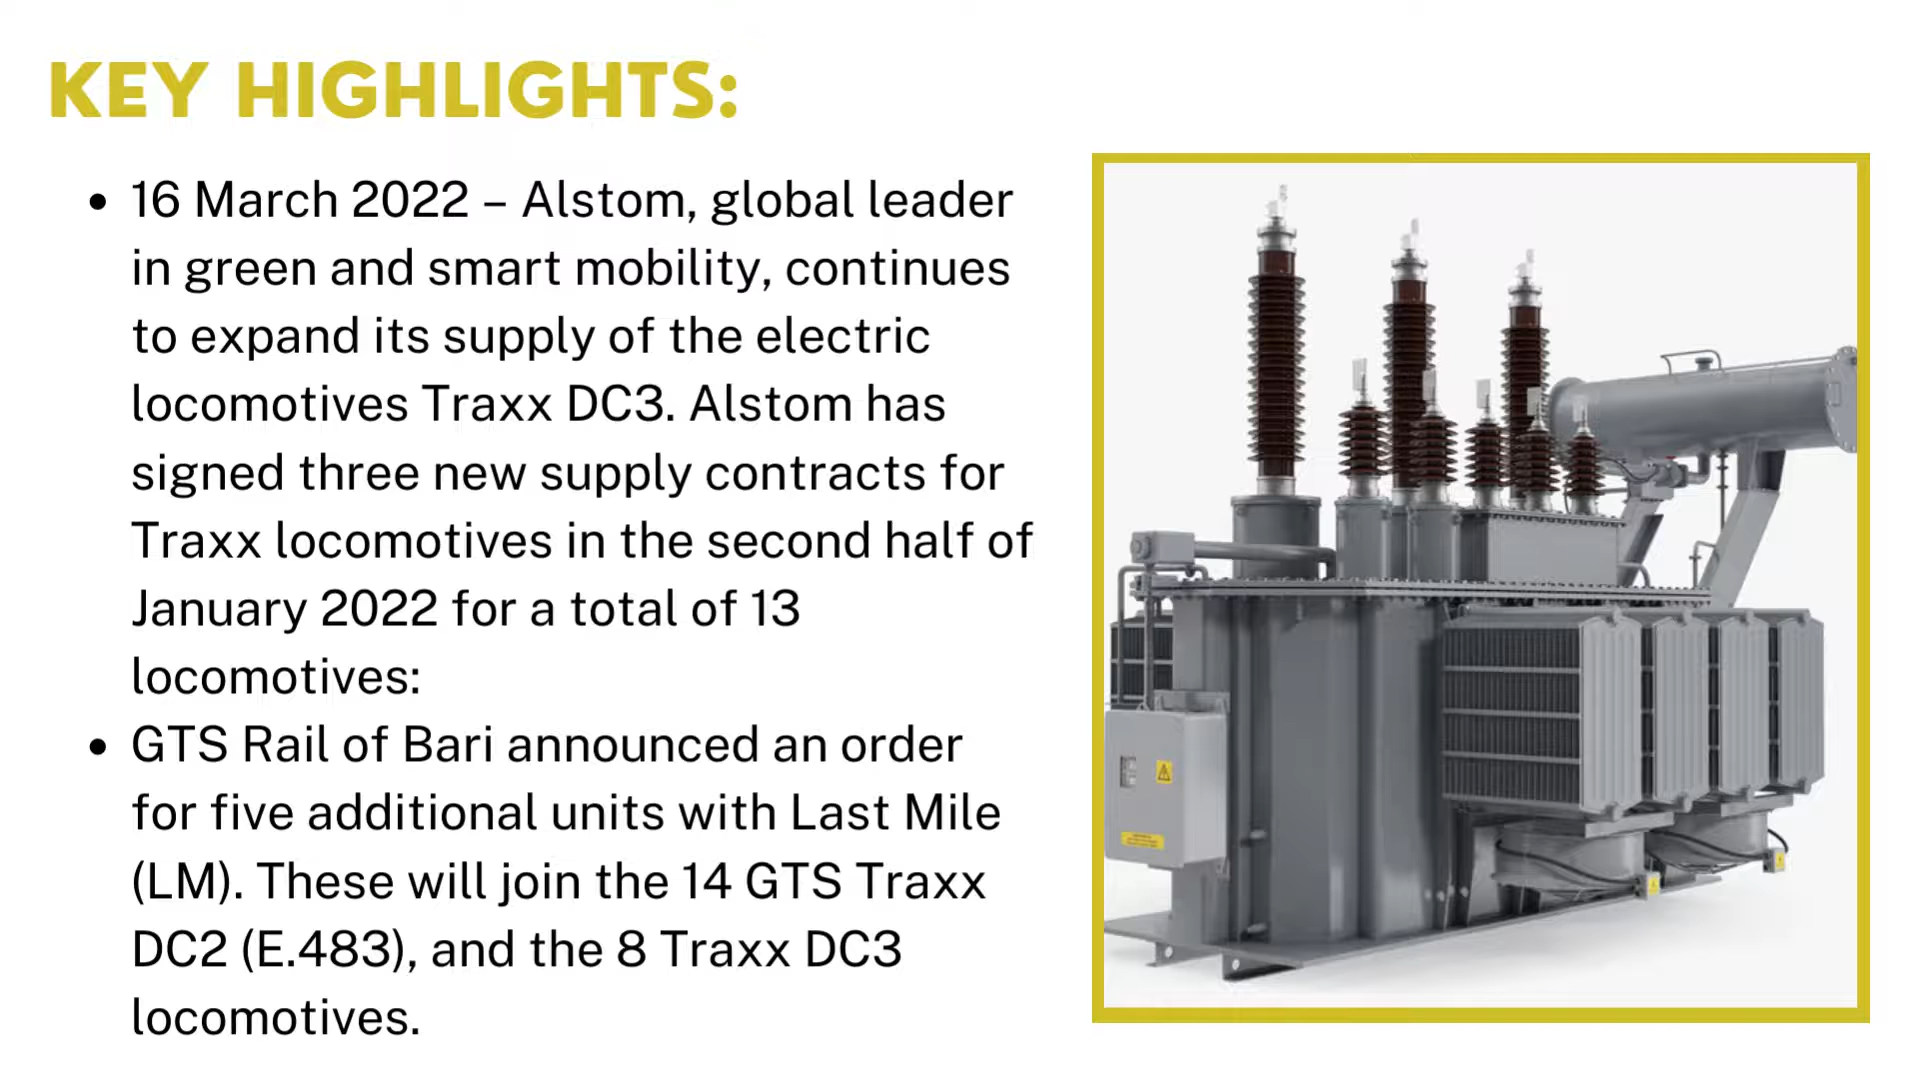 KEY HIGHLIGHTS:
• 16 March 2022 – Alstom, global leader
in green and smart mobility, continues
to expand its supply of the electric
locomotives Traxx DC3. Alstom has
signed three new supply contracts for
Traxx locomotives in the second half of
January 2022 for a total of 13
locomotives:
• GTS Rail of Bari announced an order
for five additional units with Last Mile
(LM). These will join the 14 GTS Traxx
DC2 (E.483), and the 8 Traxx DC3
locomotives.